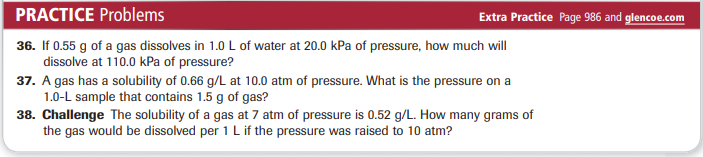 PRACTICE Problems
Extra Practice Page 986 and glencoe.com
36. If 0.55 g of a gas dissolves in 1.0 L of water at 20.0 kPa of pressure, how much will
dissolve at 110.0 kPa of pressure?
37. A gas has a solubility of 0.66 g/L at 10.0 atm of pressure. What is the pressure on a
1.0-L sample that contains 1.5 g of gas?
38. Challenge The solubility of a gas at 7 atm of pressure is 0.52 g/L. How many grams of
the gas would be dissolved per 1 L if the pressure was raised to 10 atm?